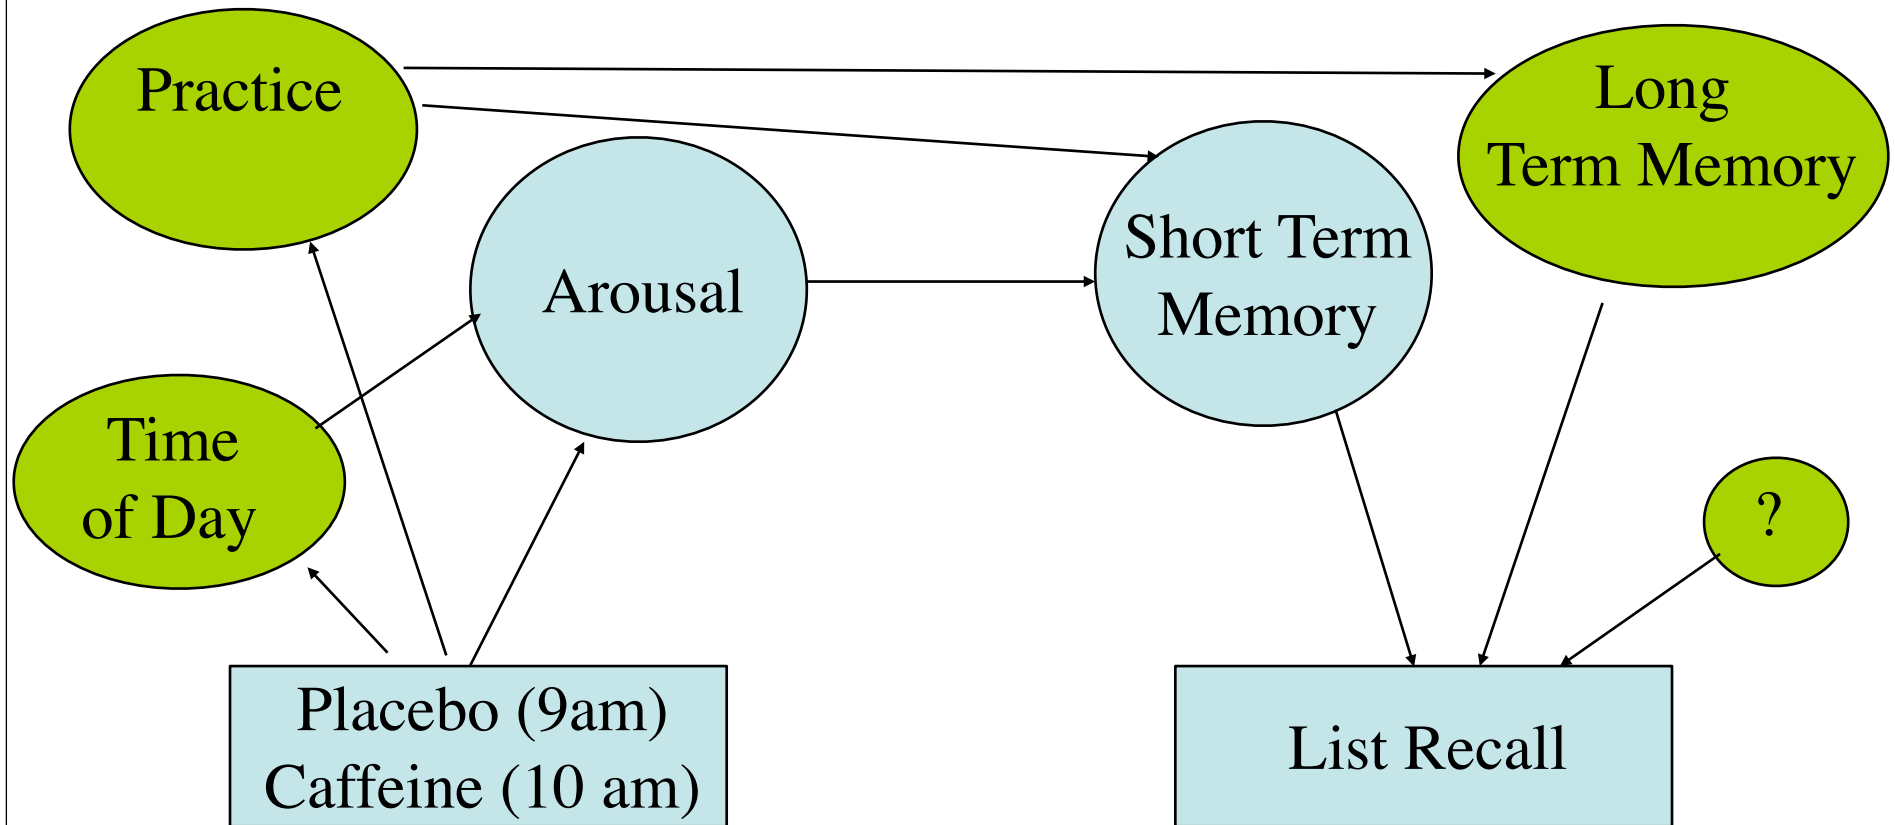 Practice
Long
Term Memory
Short Term
Memory
Arousal
Time
of Day
?
Placebo (9am)
Caffeine (10 am)
List Recall